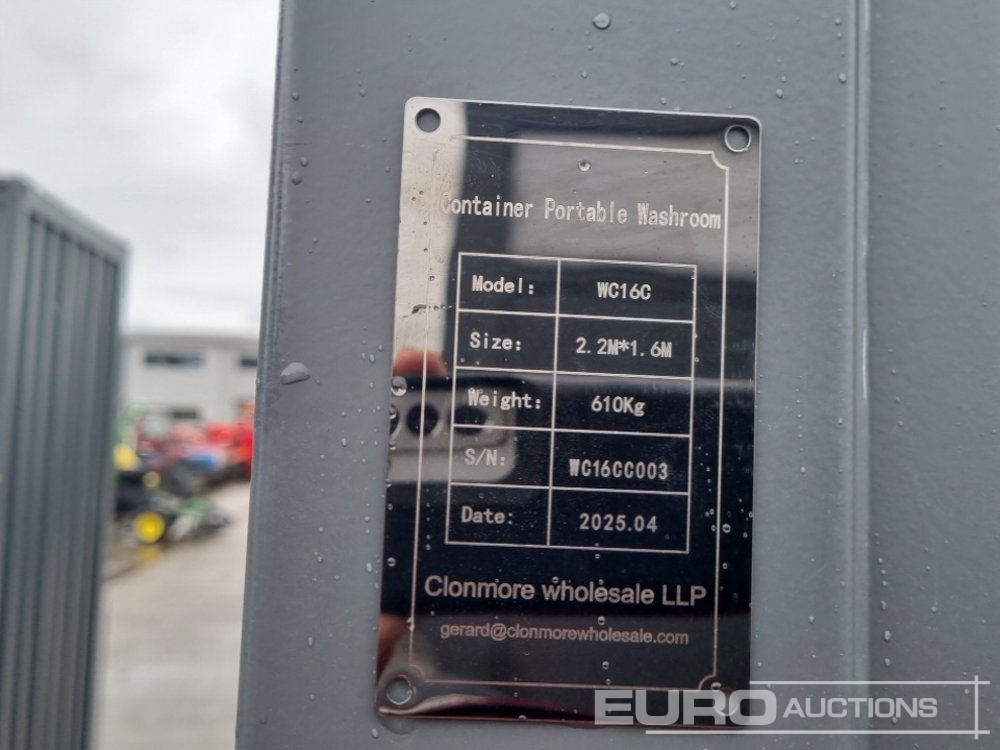 Container Portable Washroom
Model: WC16C
Size: 2.2M*1.6M
Weight: 610Kg
S/N: WC16CC003
Date: 2025.04
Clonmore wholesale LLP
gerard@clonmorewholesale.com
EURO AUCTIONS